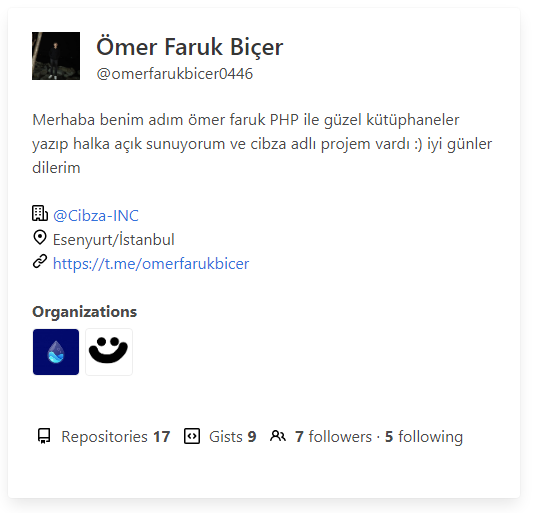 Ömer Faruk Biçer
@omerfarukbicer0446
Merhaba benim adım ömer faruk PHP ile güzel kütüphaneler
yazıp halka açık sunuyorum ve cibza adlı projem vardı :) iyi günler
dilerim
@Cibza-INC
Esenyurt/İstanbul
https://t.me/omerfarukbicer
Organizations
Repositories 17 Gists 9 7 followers · 5 following